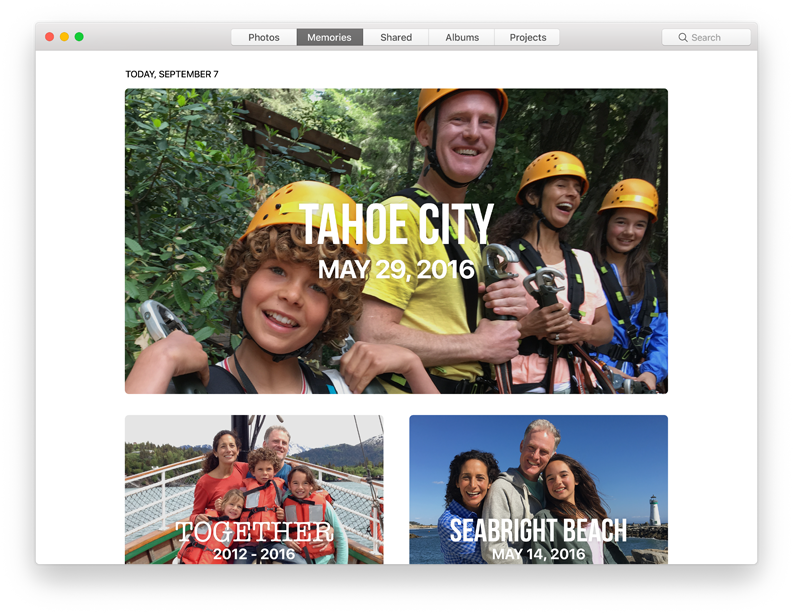 Photos Memories Shared Albums Projects Search
TODAY, SEPTEMBER 7
TAHOE CITY
MAY 29, 2016
TOGETHER
2012 - 2016
SEABRIGHT BEACH
MAY 14, 2016